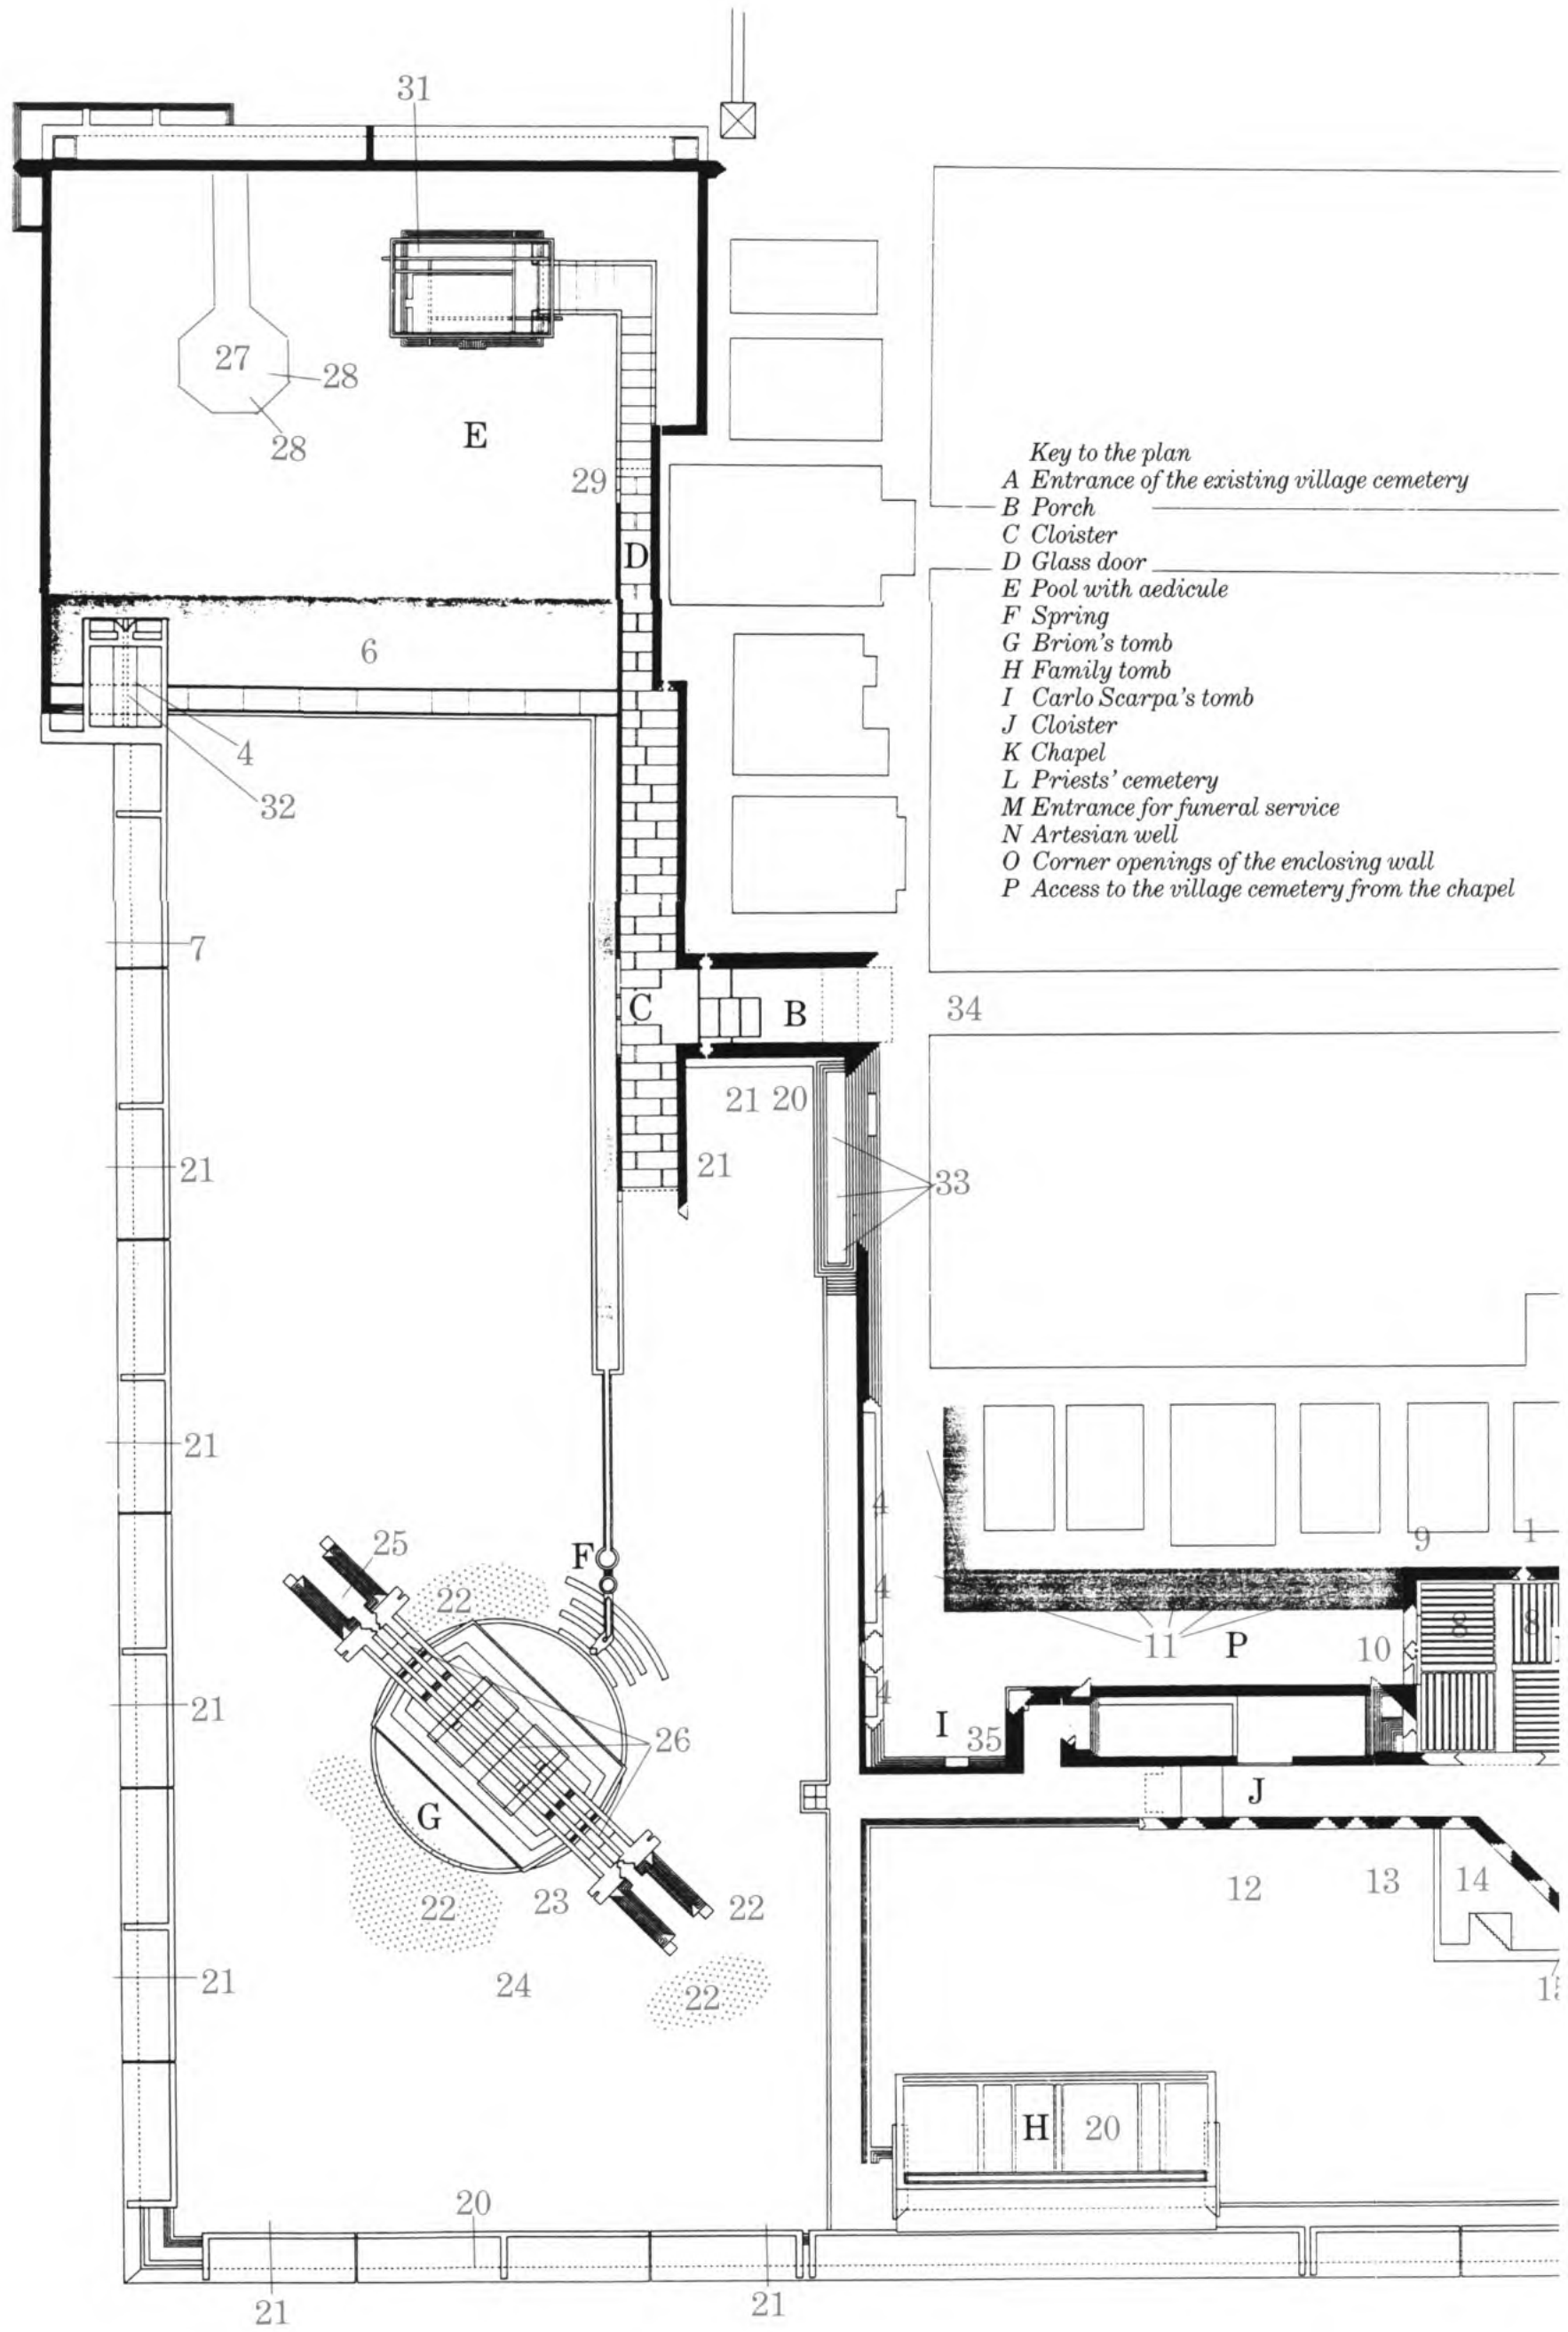 31
27
28
28
E
29
D
6
4
32
Key to the plan
A Entrance of the existing village cemetery
B Porch
C Cloister
D Glass door
E Pool with aedicule
F Spring
G Brion's tomb
H Family tomb
I Carlo Scarpa's tomb
J Cloister
K Chapel
L Priests' cemetery
M Entrance for funeral service
N Artesian well
O Corner openings of the enclosing wall
P Access to the village cemetery from the chapel
7
C
B
34
21 20
21
21
33
21
4
9
1
25
F
22
4
8
8
11
P
10
4
21
I
35
26
J
G
22
23
22
12
13
14
21
24
22
H
20
20
21
21